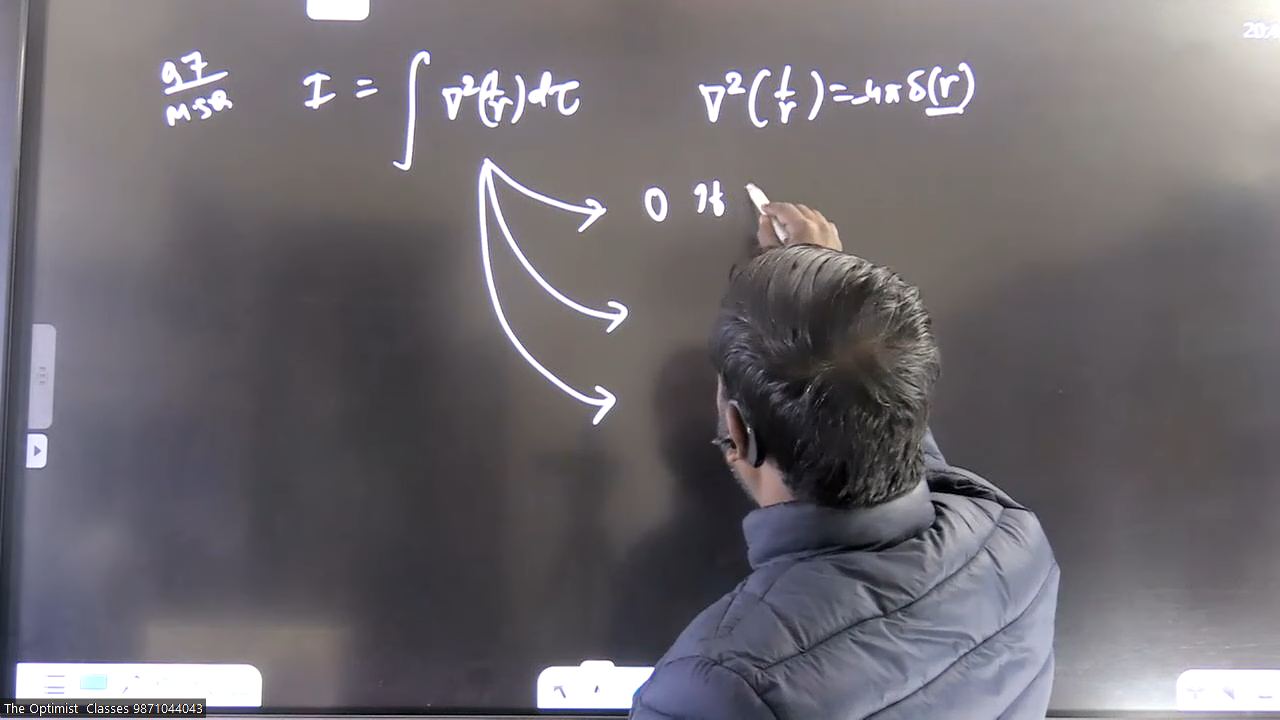 97
MSQ
I = ∫ ∇²(1/r) dτ
∇²(1/r) = -4π δ(r)
0 If
The Optimist Classes 9871044043